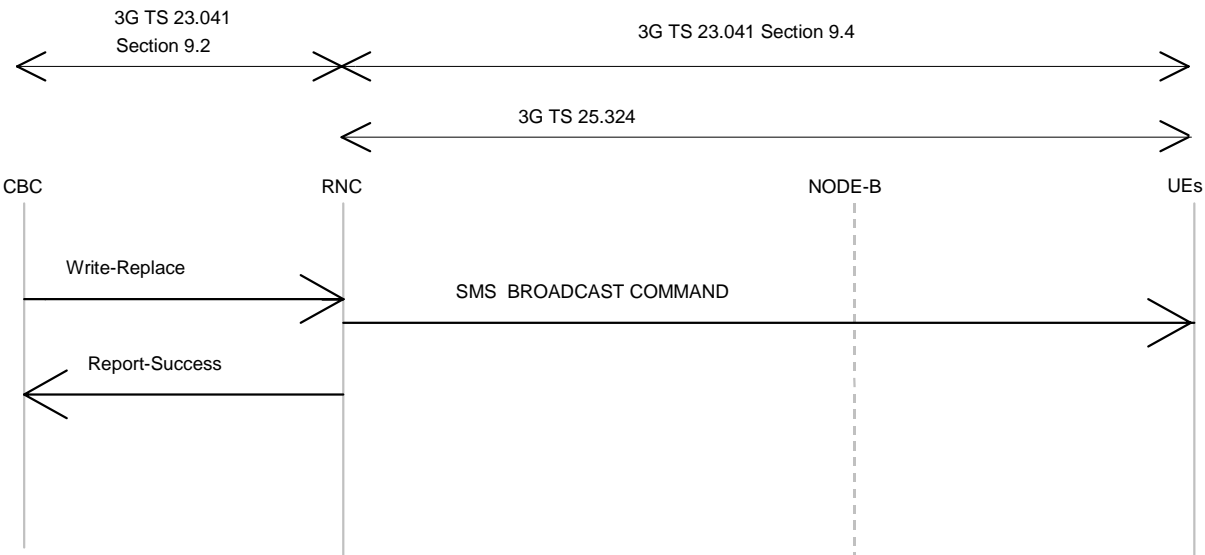 3G TS 23.041
Section 9.2
3G TS 23.041 Section 9.4
3G TS 25.324
CBC
RNC
NODE-B
UEs
Write-Replace
SMS BROADCAST COMMAND
Report-Success